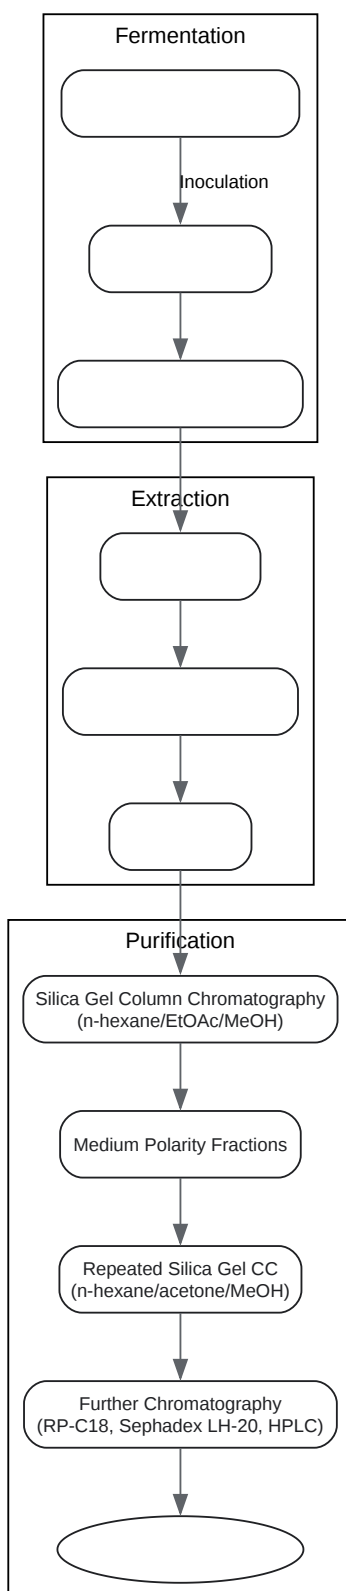 Fermentation
Inoculation
Extraction
Purification
Silica Gel Column Chromatography
(n-hexane/EtOAc/MeOH)
Medium Polarity Fractions
Repeated Silica Gel CC
(n-hexane/acetone/MeOH)
Further Chromatography
(RP-C18, Sephadex LH-20, HPLC)